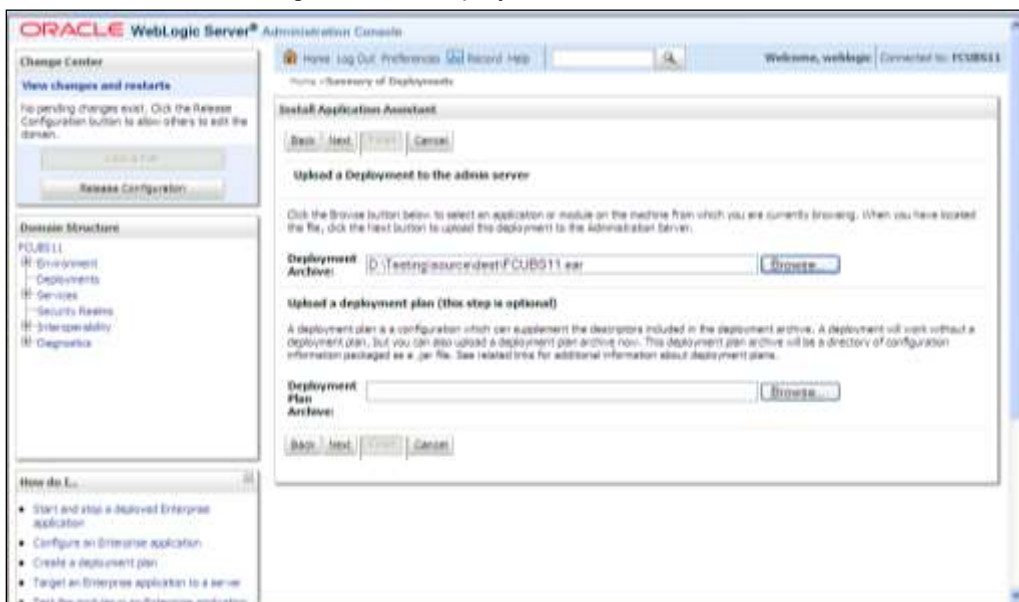 ORACLE WebLogic Server® Administration Console
Change Center
View changes and restarts
No pending changes exist. Click the Release
Configuration button to allow others to edit the
domain.
Release Configuration
Domain Structure
FCUBS11
Environment
Deployments
Services
Security Realms
Interoperability
Diagnostics
How do I...
Start and stop a deployed Enterprise
application
Configure an Enterprise application
Create a deployment plan
Target an Enterprise application to a server
Test the modules in an Enterprise application
Home Log Out Preferences Record Help
Welcome, weblogic Connected to: FCUBS11
Home >Summary of Deployments
Install Application Assistant
Back Next Finish Cancel
Upload a Deployment to the admin server
Click the Browse button below to select an application or module on the machine from which you are currently browsing. When you have located
the file, click the Next button to upload this deployment to the Administration Server.
Deployment
Archive:
D:\Testing\source\dest\FCUBS11.ear
Browse...
Upload a deployment plan (this step is optional)
A deployment plan is a configuration which can supplement the descriptors included in the deployment archive. A deployment will work without a
deployment plan, but you can also upload a deployment plan archive now. This deployment plan archive will be a directory of configuration
information packaged as a .jar file. See related links for additional information about deployment plans.
Deployment
Plan
Archive:
Browse...
Back Next Finish Cancel